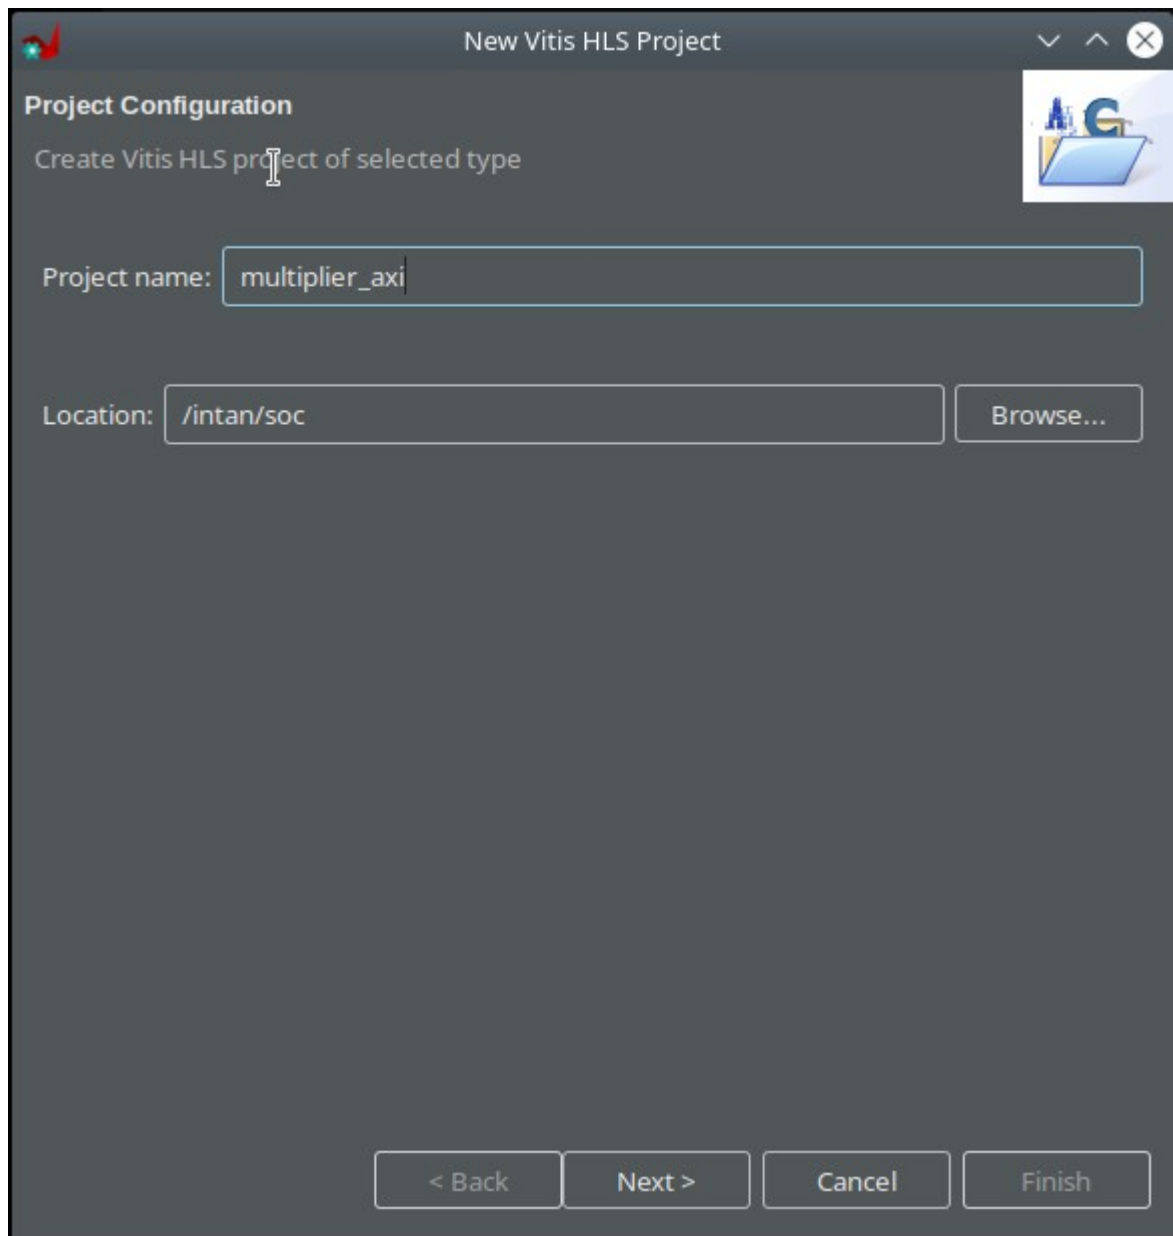 New Vitis HLS Project
Project Configuration
Create Vitis HLS project of selected type
Project name: multiplier_axi
Location: /intan/soc Browse...
< Back Next > Cancel Finish